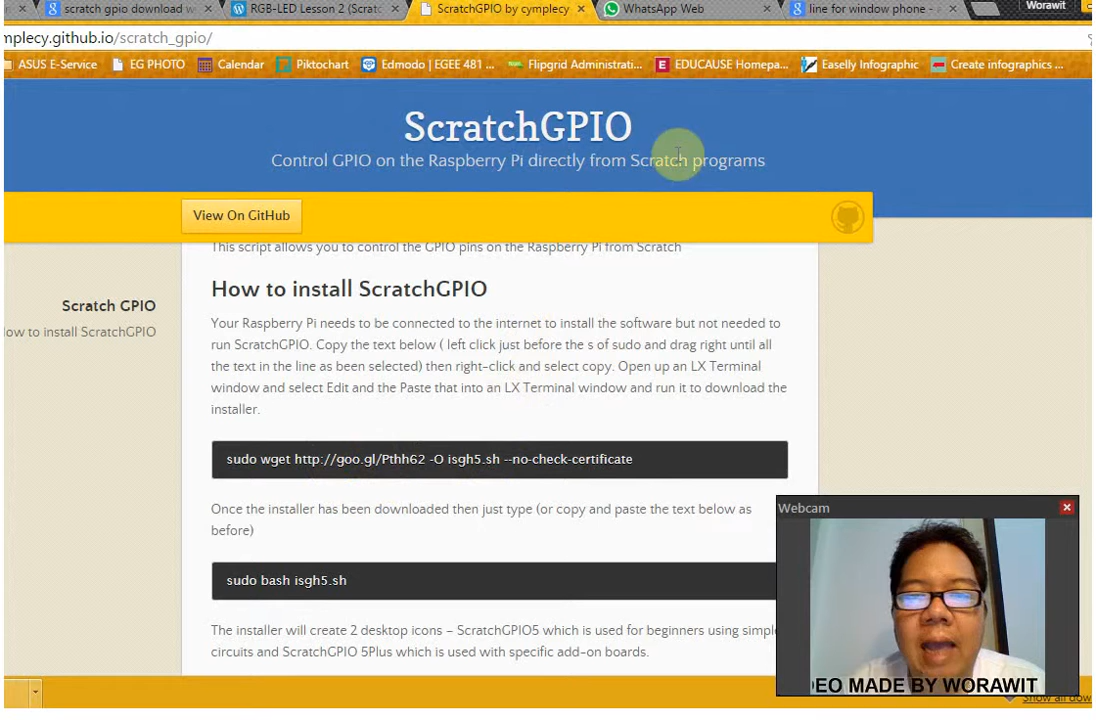 scratch gpio download w
RGB-LED Lesson 2 (Scratc
ScratchGPIO by cymplecy
WhatsApp Web
line for window phone -
Worawit
mplecy.github.io/scratch_gpio/
ASUS E-Service
EG PHOTO
Calendar
Piktochart
Edmodo | EGEE 481 ...
Flipgrid Administrati...
EDUCAUSE Homepa...
Easelly Infographic
Create infographics ...
ScratchGPIO
Control GPIO on the Raspberry Pi directly from Scratch programs
View On GitHub
This script allows you to control the GPIO pins on the Raspberry Pi from Scratch
Scratch GPIO
How to install ScratchGPIO
How to install ScratchGPIO
Your Raspberry Pi needs to be connected to the internet to install the software but not needed to
run ScratchGPIO. Copy the text below ( left click just before the s of sudo and drag right until all
the text in the line as been selected) then right-click and select copy. Open up an LX Terminal
window and select Edit and the Paste that into an LX Terminal window and run it to download the
installer.
sudo wget http://goo.gl/Pthh62 -O isgh5.sh --no-check-certificate
Once the installer has been downloaded then just type (or copy and paste the text below as
before)
sudo bash isgh5.sh
The installer will create 2 desktop icons – ScratchGPIO5 which is used for beginners using simple
circuits and ScratchGPIO 5Plus which is used with specific add-on boards.
Webcam
DEO MADE BY WORAWIT
Show all dow